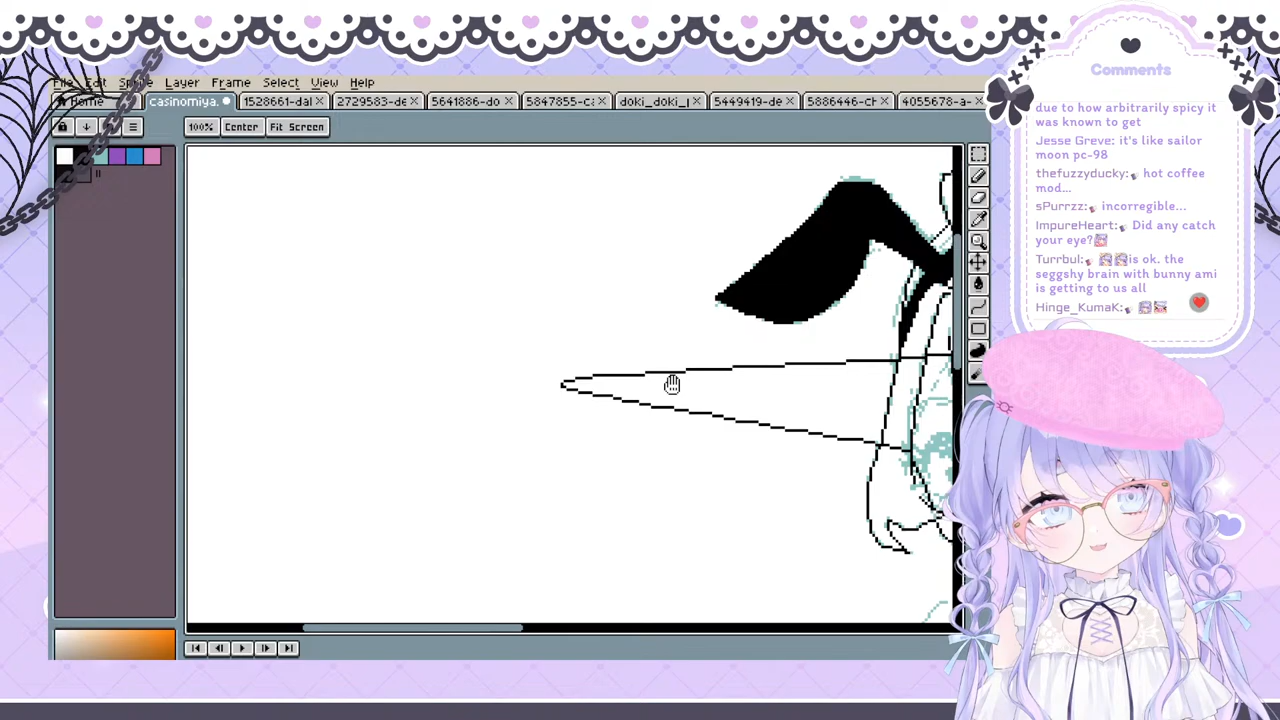 Comments
due to how arbitrarily spicy it
was known to get
Jesse Greve: it's like sailor
moon pc-98
thefuzzyducky: hot coffee
mod...
sPurrzz: incorregible...
ImpureHeart: Did any catch
your eye?
Turrbul: is ok. the
seggshy brain with bunny ami
is getting to us all
Hinge_KumaK:
File Edit Sprite Layer Frame Select View Help
Home casinomiya. 1528661-dal 2729583-de 5641886-do 5847855-ca doki_doki_ 5449419-de 5886446-ch 4055678-a-
100% Center Fit Screen